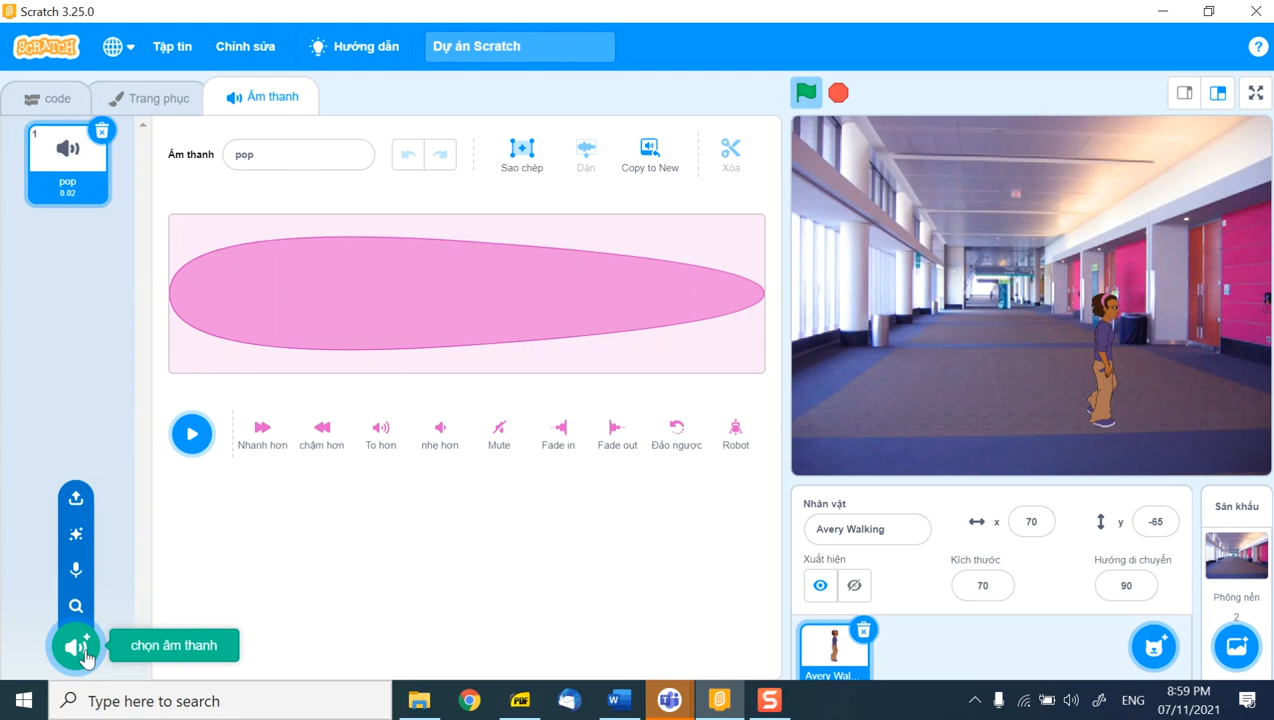 Scratch 3.25.0
SCRATCH
Tập tin
Chỉnh sửa
Hướng dẫn
Dự án Scratch
?
code
Trang phục
Âm thanh
1
pop
0.02
Âm thanh
pop
Sao chép
Dán
Copy to New
Xóa
Nhanh hơn
chậm hơn
To hơn
nhẹ hơn
Mute
Fade in
Fade out
Đảo ngược
Robot
chọn âm thanh
Nhân vật
Avery Walking
x
70
y
-65
Xuất hiện
Kích thước
70
Hướng di chuyển
90
Avery Wal...
Sân khấu
Phông nền
2
Type here to search
PDF
W
S
ENG
8:59 PM
07/11/2021